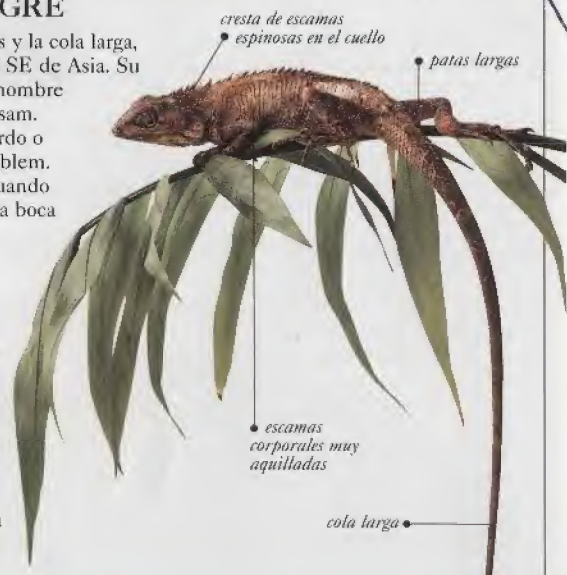 GRE
s y la cola larga,
SE de Asia. Su
nombre
sam.
rdo o
blem.
uando
a boca
cresta de escamas
espinosas en el cuello
patas largas
escamas
corporales muy
aquilladas
cola larga